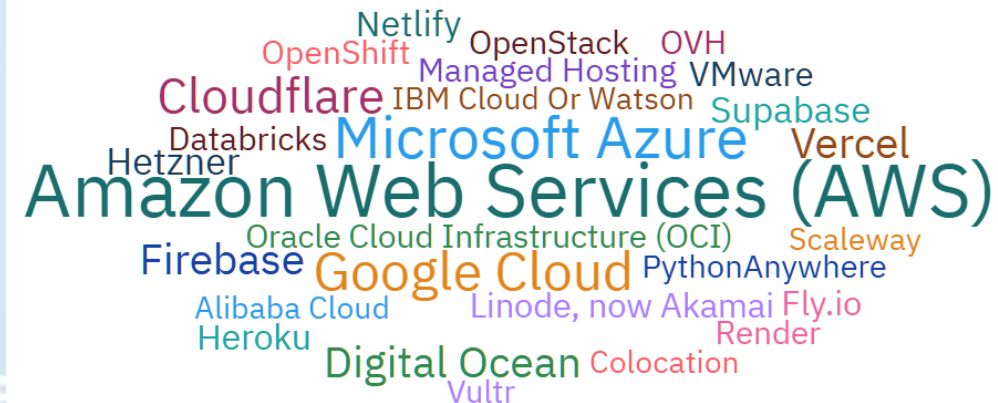 Netlify
OpenStack
OVH
OpenShift
Managed Hosting
VMware
Cloudflare
IBM Cloud Or Watson
Supabase
Databricks
Microsoft Azure
Vercel
Hetzner
Amazon Web Services (AWS)
Oracle Cloud Infrastructure (OCI)
Scaleway
Firebase
Google Cloud
PythonAnywhere
Alibaba Cloud
Linode, now Akamai
Fly.io
Heroku
Render
Digital Ocean
Colocation
Vultr